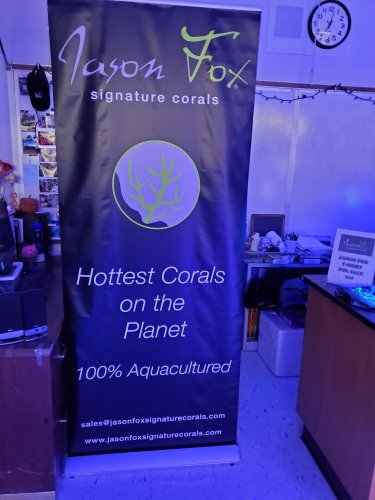 Jason Fox
signature corals
Hottest Corals
on the
Planet
100% Aquacultured
sales@jasonfoxsignaturecorals.com
www.jasonfoxsignaturecorals.com
JASON FOX
T-SHIRT
FOR SALE